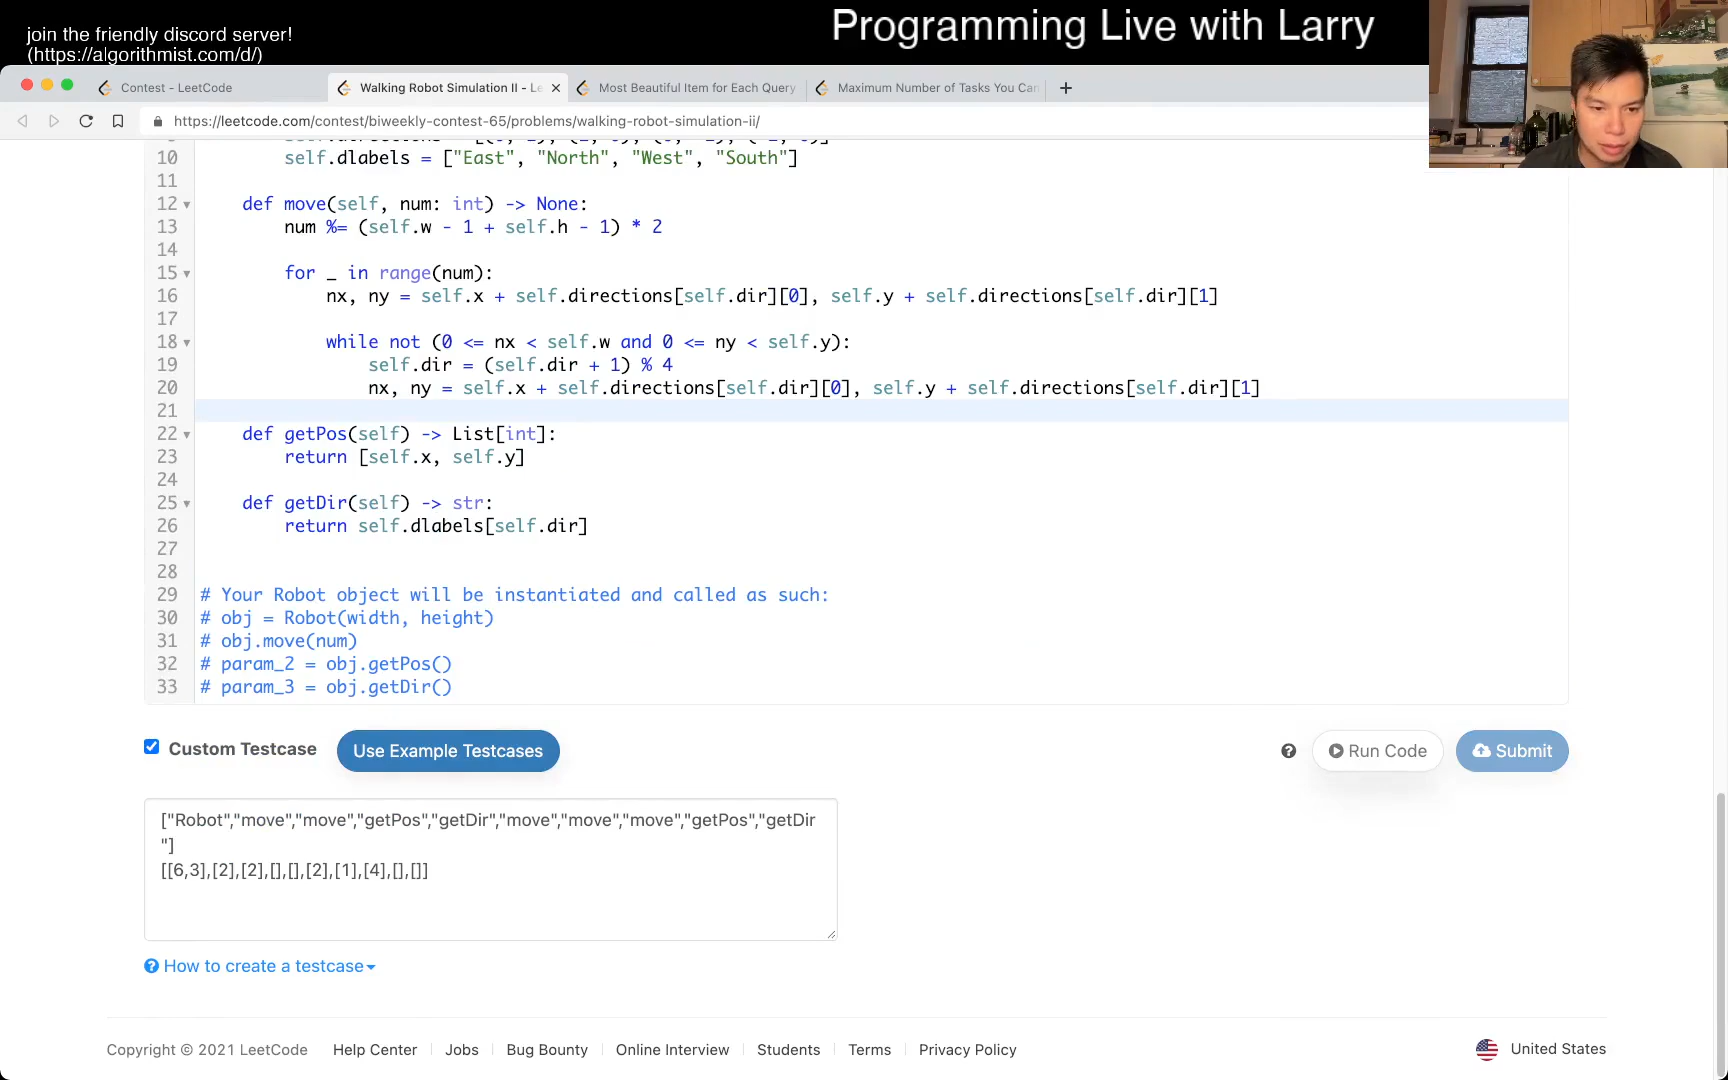 join the friendly discord server!
(https://algorithmist.com/d/)
Programming Live with Larry
Contest - LeetCode
Walking Robot Simulation II - Le
Most Beautiful Item for Each Query
Maximum Number of Tasks You Can
https://leetcode.com/contest/biweekly-contest-65/problems/walking-robot-simulation-ii/
10 self.dlabels = ["East", "North", "West", "South"]
11
12 def move(self, num: int) -> None:
13 num %= (self.w - 1 + self.h - 1) * 2
14
15 for _ in range(num):
16 nx, ny = self.x + self.directions[self.dir][0], self.y + self.directions[self.dir][1]
17
18 while not (0 <= nx < self.w and 0 <= ny < self.y):
19 self.dir = (self.dir + 1) % 4
20 nx, ny = self.x + self.directions[self.dir][0], self.y + self.directions[self.dir][1]
21
22 def getPos(self) -> List[int]:
23 return [self.x, self.y]
24
25 def getDir(self) -> str:
26 return self.dlabels[self.dir]
27
28
29 # Your Robot object will be instantiated and called as such:
30 # obj = Robot(width, height)
31 # obj.move(num)
32 # param_2 = obj.getPos()
33 # param_3 = obj.getDir()
Custom Testcase
Use Example Testcases
Run Code
Submit
["Robot","move","move","getPos","getDir","move","move","move","getPos","getDir
"]
[[6,3],[2],[2],[],[],[2],[1],[4],[],[]]
How to create a testcase
Copyright © 2021 LeetCode
Help Center
Jobs
Bug Bounty
Online Interview
Students
Terms
Privacy Policy
United States